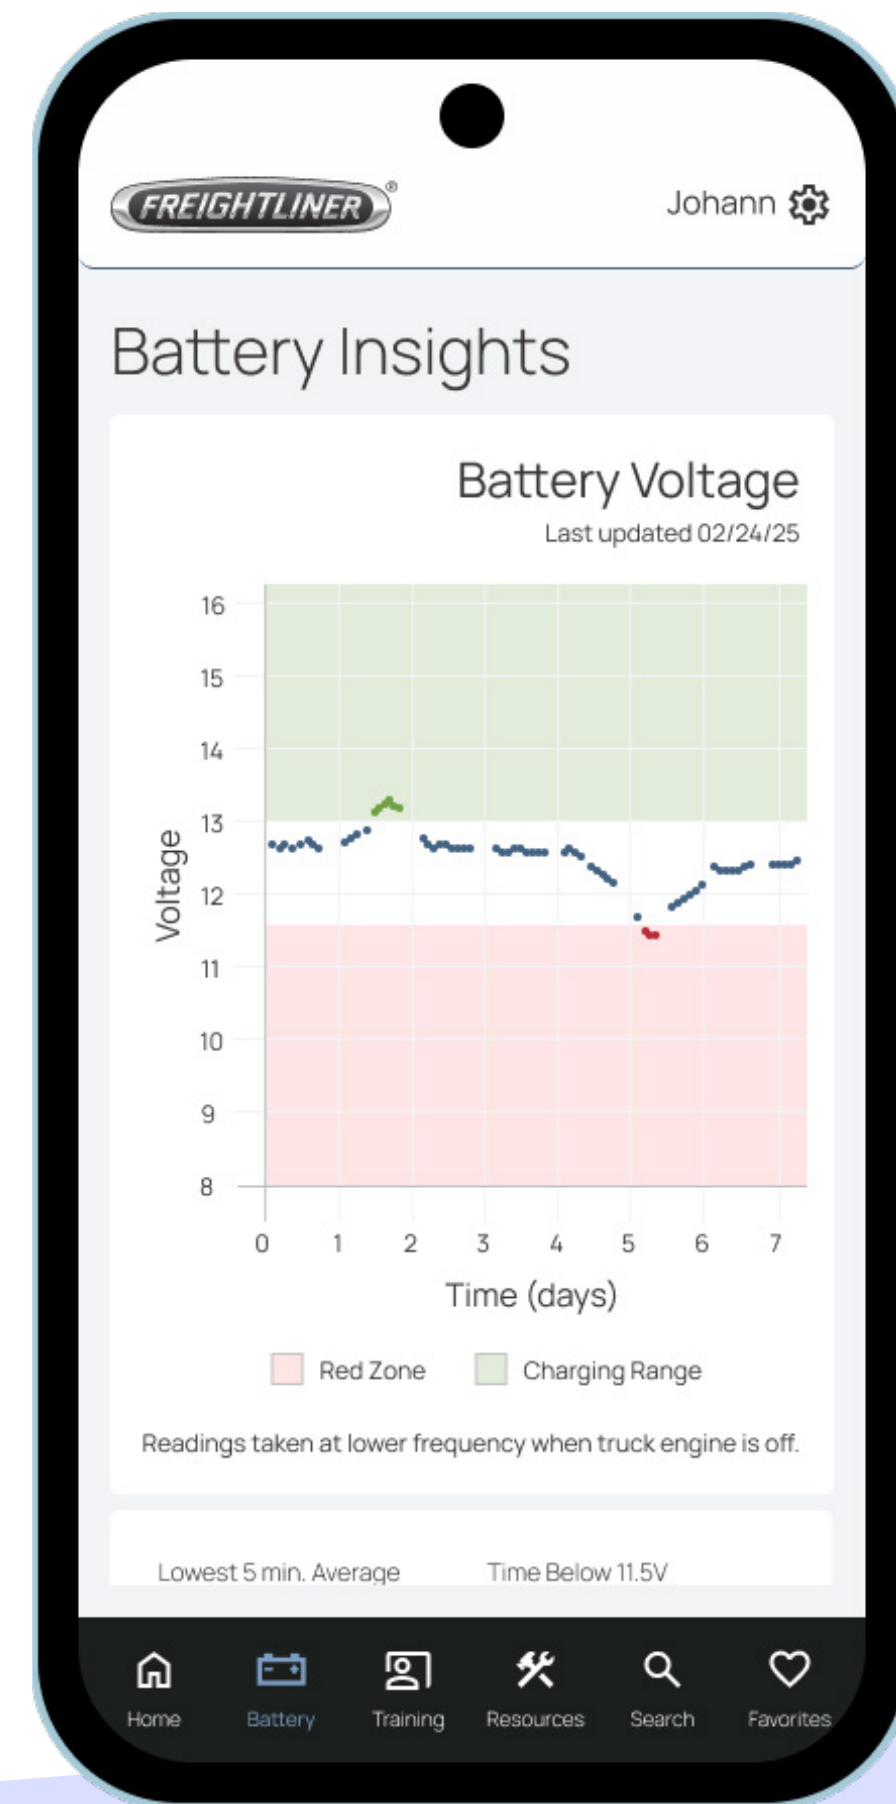 FREIGHTLINER®
Johann
Battery Insights
Battery Voltage
Last updated 02/24/25
16
15
14
13
12
11
10
9
8
Voltage
0 1 2 3 4 5 6 7
Time (days)
Red Zone Charging Range
Readings taken at lower frequency when truck engine is off.
Lowest 5 min. Average Time Below 11.5V
Home Battery Training Resources Search Favorites